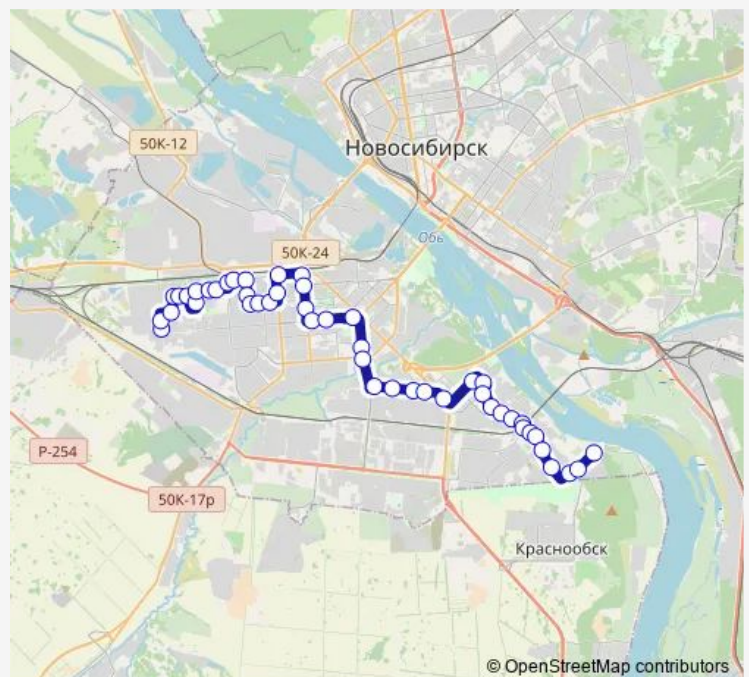 50К-12
Новосибирск
Обь
50К-24
Р-254
50К-17р
Краснообск
© OpenStreetMap contributors